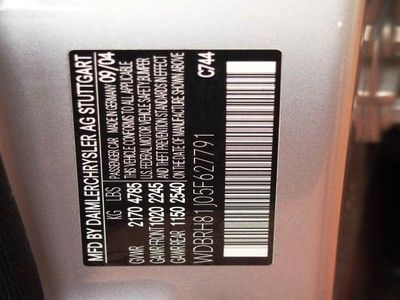 MFD BY DAIMLERCHRYSLER AG STUTTGART
PASSENGER CAR MADE IN GERMANY 09/04
THIS VEHICLE CONFORMS TO ALL APPLICABLE
U.S.FEDERAL MOTOR VEHICLE SAFETY,BUMPER
AND THEFT PREVENTION STANDARDS IN EFFECT
ON THE DATE OF MANUFACTURE SHOWN ABOVE
KG LBS
GVWR 2170 4785
GAWR FRONT 1020 2245
GAWR REAR 1150 2540
C744
WDBRH81J05F627791